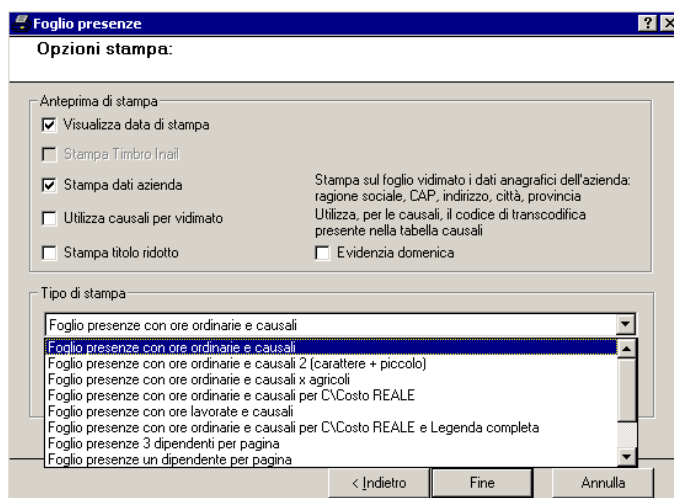 Foglio presenze
Opzioni stampa:
Anteprima di stampa
Visualizza data di stampa
Stampa Timbro Inail
Stampa dati azienda
Stampa sul foglio vidimato i dati anagrafici dell'azienda:
ragione sociale, CAP, indirizzo, città, provincia
Utilizza causali per vidimato
Utilizza, per le causali, il codice di transcodifica
presente nella tabella causali
Stampa titolo ridotto
Evidenzia domenica
Tipo di stampa
Foglio presenze con ore ordinarie e causali
Foglio presenze con ore ordinarie e causali
Foglio presenze con ore ordinarie e causali 2 (carattere + piccolo)
Foglio presenze con ore ordinarie e causali x agricoli
Foglio presenze con ore ordinarie e causali per C\Costo REALE
Foglio presenze con ore lavorate e causali
Foglio presenze con ore ordinarie e causali per C\Costo REALE e Legenda completa
Foglio presenze 3 dipendenti per pagina
Foglio presenze un dipendente per pagina
< Indietro
Fine
Annulla